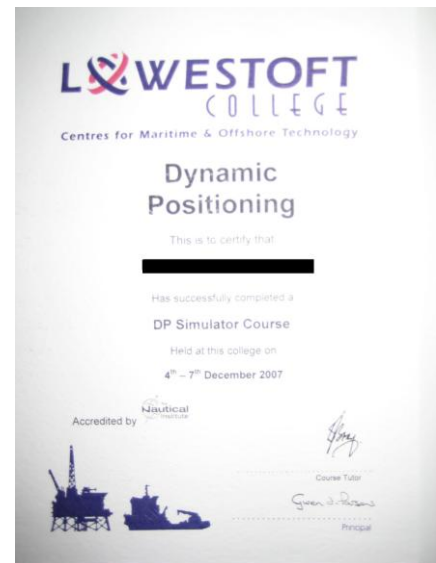 LOWESTOFT
COLLEGE
Centres for Maritime & Offshore Technology
Dynamic
Positioning
This is to certify that
Has successfully completed a
DP Simulator Course
Held at this college on
4th – 7th December 2007
Accredited by
Nautical
Institute
Course Tutor
Principal